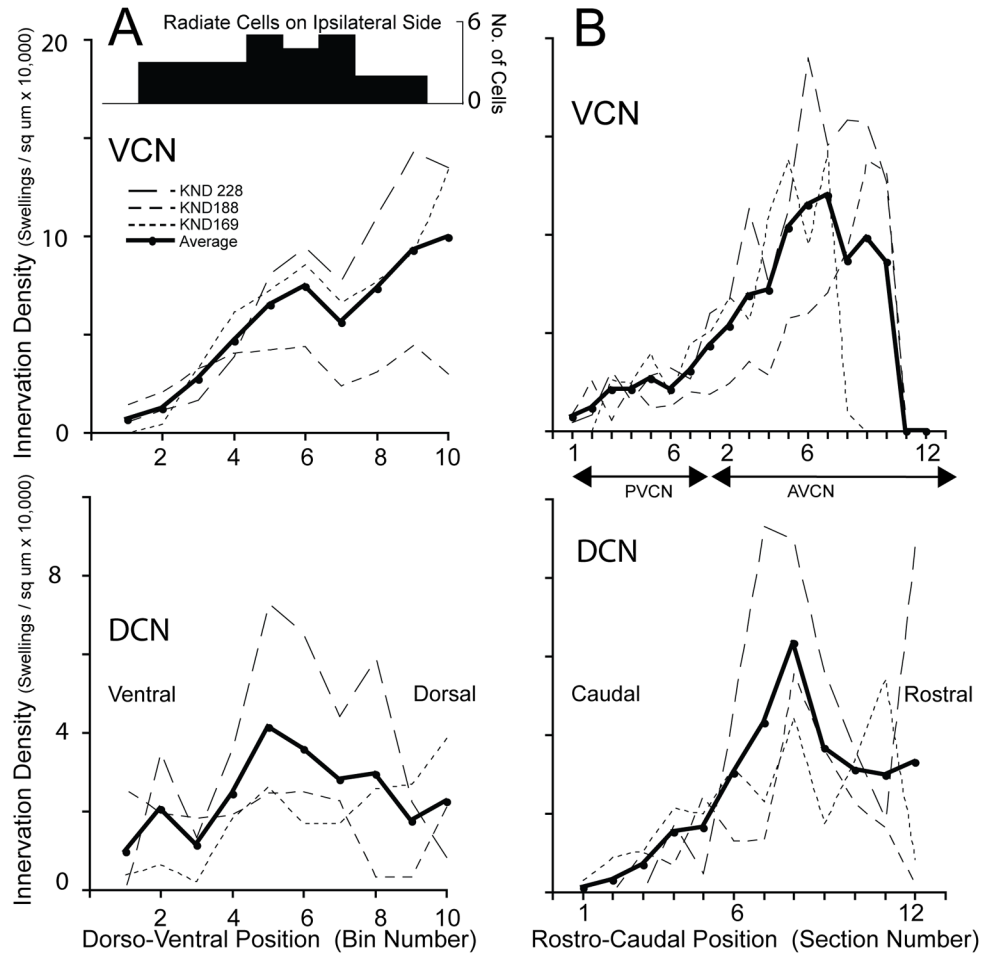 A
Radiate Cells on Ipsilateral Side
6
0
No. of Cells
B
20
10
0
Innervation Density (Swellings / sq um x 10,000)
VCN
KND 228
KND188
KND169
Average
2 4 6 8 10
VCN
1 6 2 6 12
PVCN AVCN
8
4
0
Innervation Density (Swellings / sq um x 10,000)
DCN
Ventral Dorsal
2 4 6 8 10
Dorso-Ventral Position (Bin Number)
DCN
Caudal Rostral
1 6 12
Rostro-Caudal Position (Section Number)